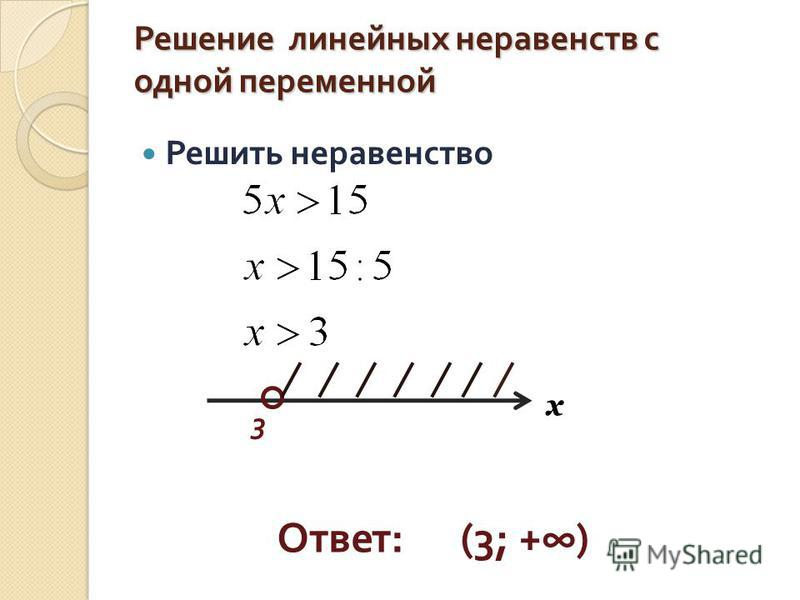 Решение линейных неравенств с
одной переменной
Решить неравенство
5x > 15
x > 15 : 5
x > 3
x
3
Ответ: (3; +∞)
MyShared